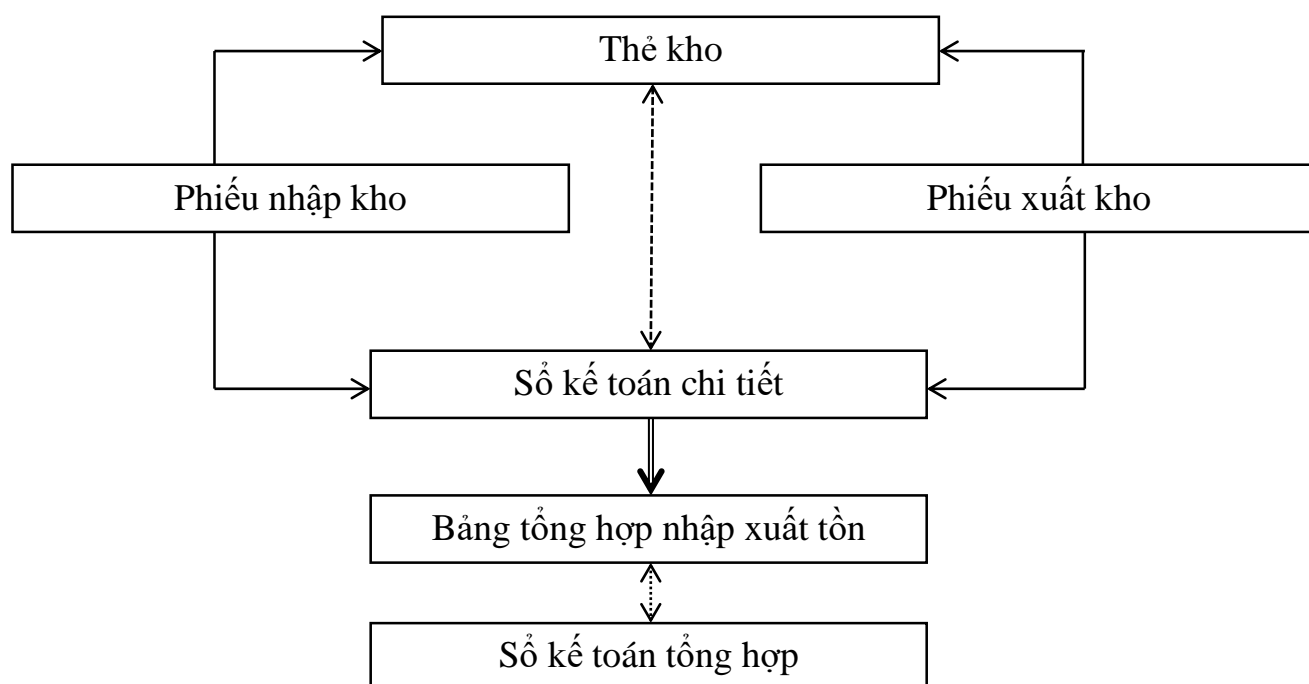 Thẻ kho
Phiếu nhập kho
Phiếu xuất kho
Sổ kế toán chi tiết
Bảng tổng hợp nhập xuất tồn
Sổ kế toán tổng hợp